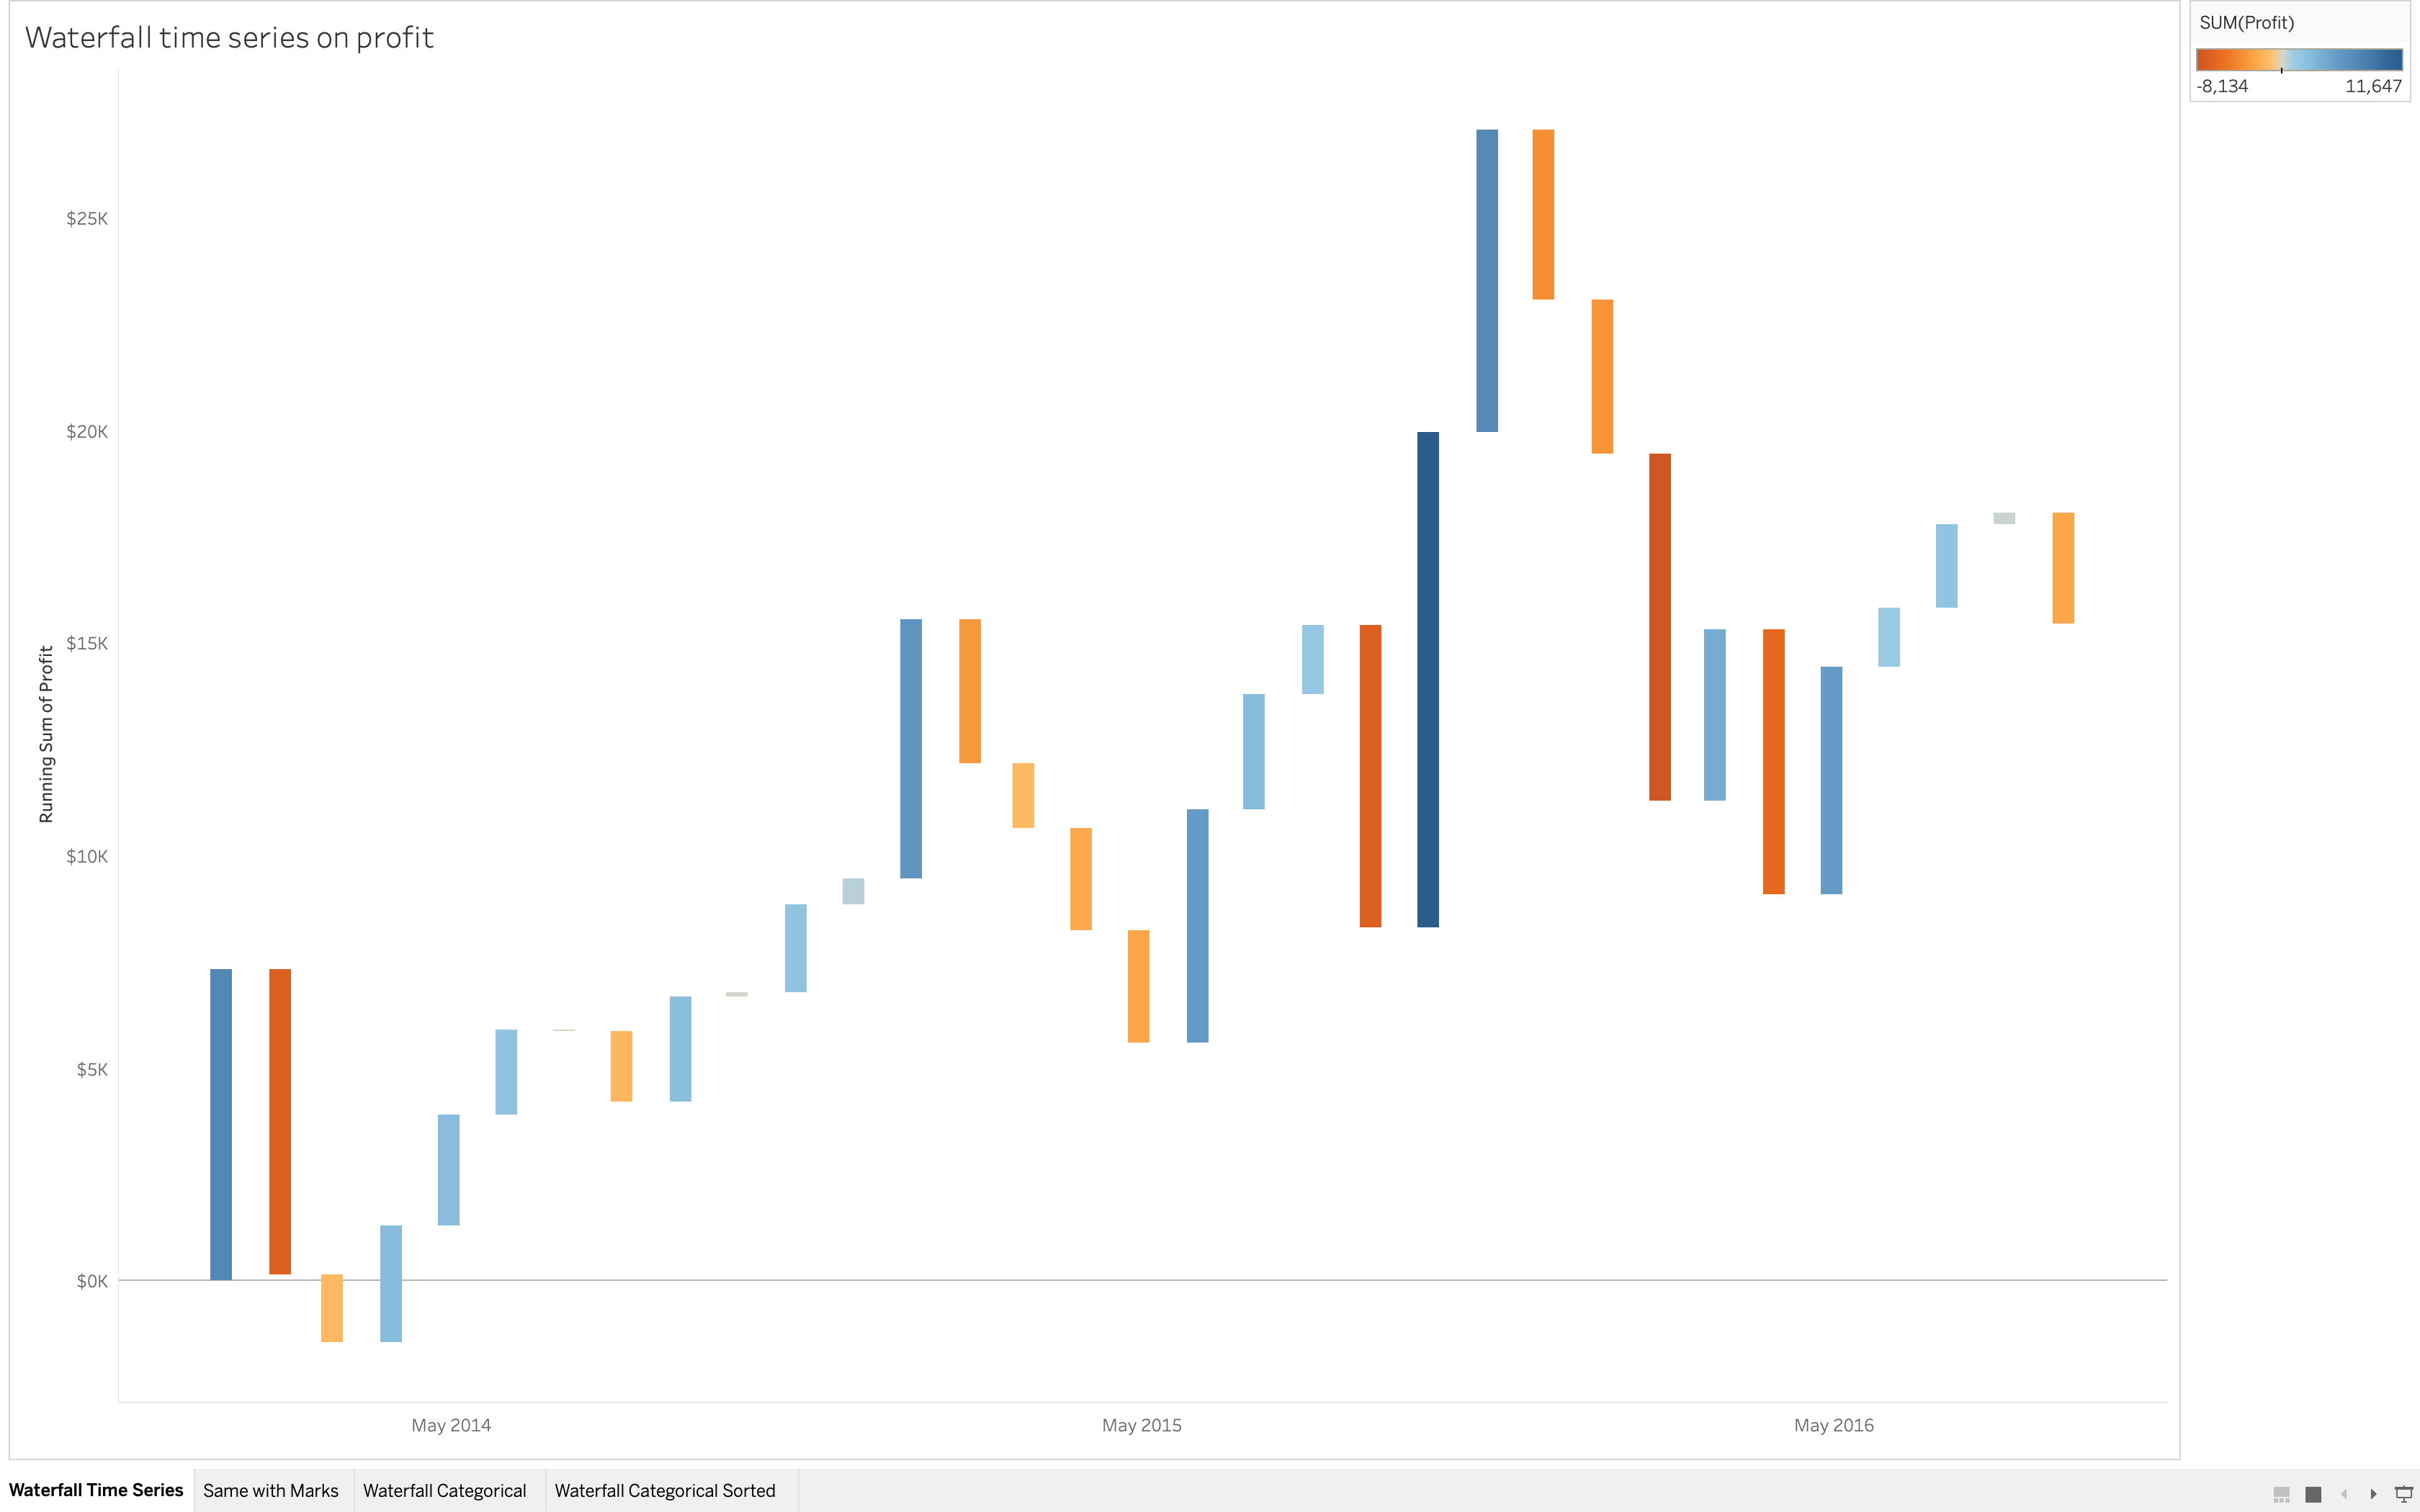 Waterfall time series on profit
SUM(Profit)
-8,134 11,647
Running Sum of Profit
$25K
$20K
$15K
$10K
$5K
$0K
May 2014 May 2015 May 2016
Waterfall Time Series Same with Marks Waterfall Categorical Waterfall Categorical Sorted